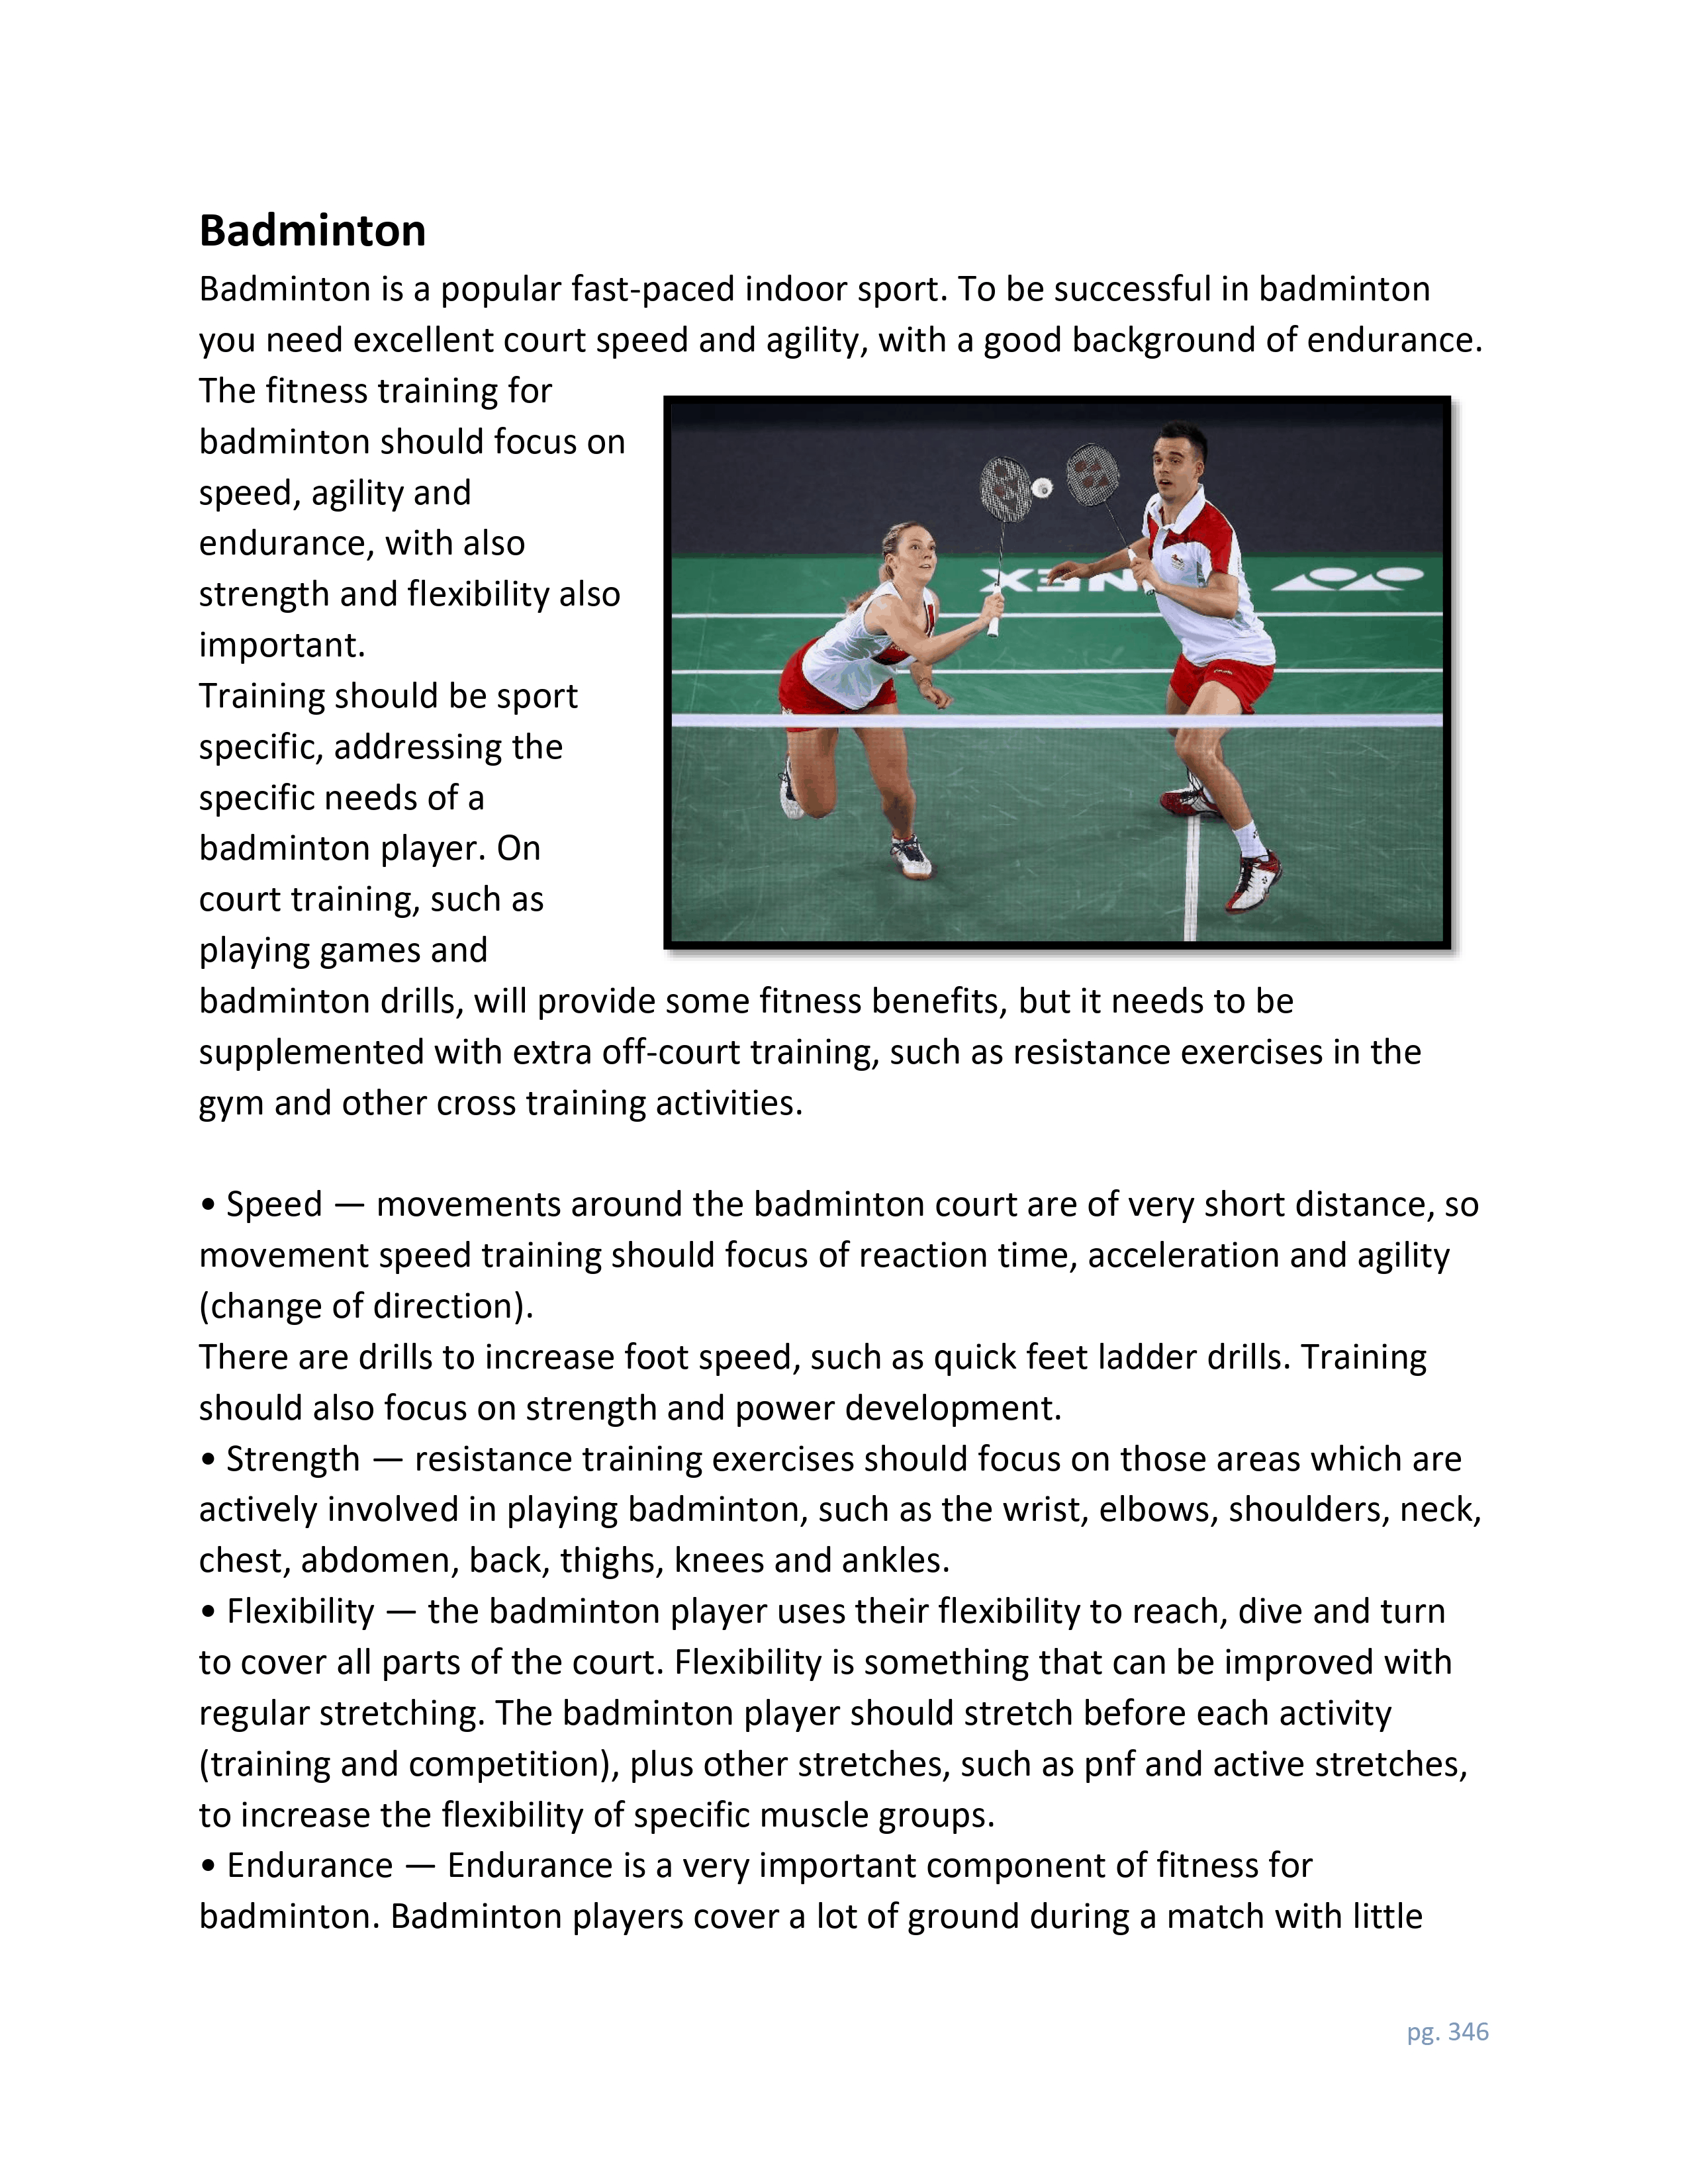 Badminton
Badminton is a popular fast-paced indoor sport. To be successful in badminton
you need excellent court speed and agility, with a good background of endurance.
The fitness training for
badminton should focus on
speed, agility and
endurance, with also
strength and flexibility also
important.
Training should be sport
specific, addressing the
specific needs of a
badminton player. On
court training, such as
playing games and
badminton drills, will provide some fitness benefits, but it needs to be
supplemented with extra off-court training, such as resistance exercises in the
gym and other cross training activities.
• Speed — movements around the badminton court are of very short distance, so
movement speed training should focus of reaction time, acceleration and agility
(change of direction).
There are drills to increase foot speed, such as quick feet ladder drills. Training
should also focus on strength and power development.
• Strength — resistance training exercises should focus on those areas which are
actively involved in playing badminton, such as the wrist, elbows, shoulders, neck,
chest, abdomen, back, thighs, knees and ankles.
• Flexibility — the badminton player uses their flexibility to reach, dive and turn
to cover all parts of the court. Flexibility is something that can be improved with
regular stretching. The badminton player should stretch before each activity
(training and competition), plus other stretches, such as pnf and active stretches,
to increase the flexibility of specific muscle groups.
• Endurance — Endurance is a very important component of fitness for
badminton. Badminton players cover a lot of ground during a match with little
pg. 346